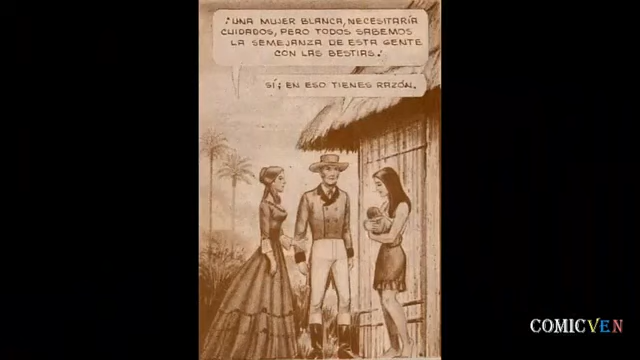 ¡UNA MUJER BLANCA, NECESITARÍA
CUIDADOS, PERO TODOS SABEMOS
LA SEMEJANZA DE ESTA GENTE
CON LAS BESTIAS.
SÍ; EN ESO TIENES RAZÓN.
COMICVEN